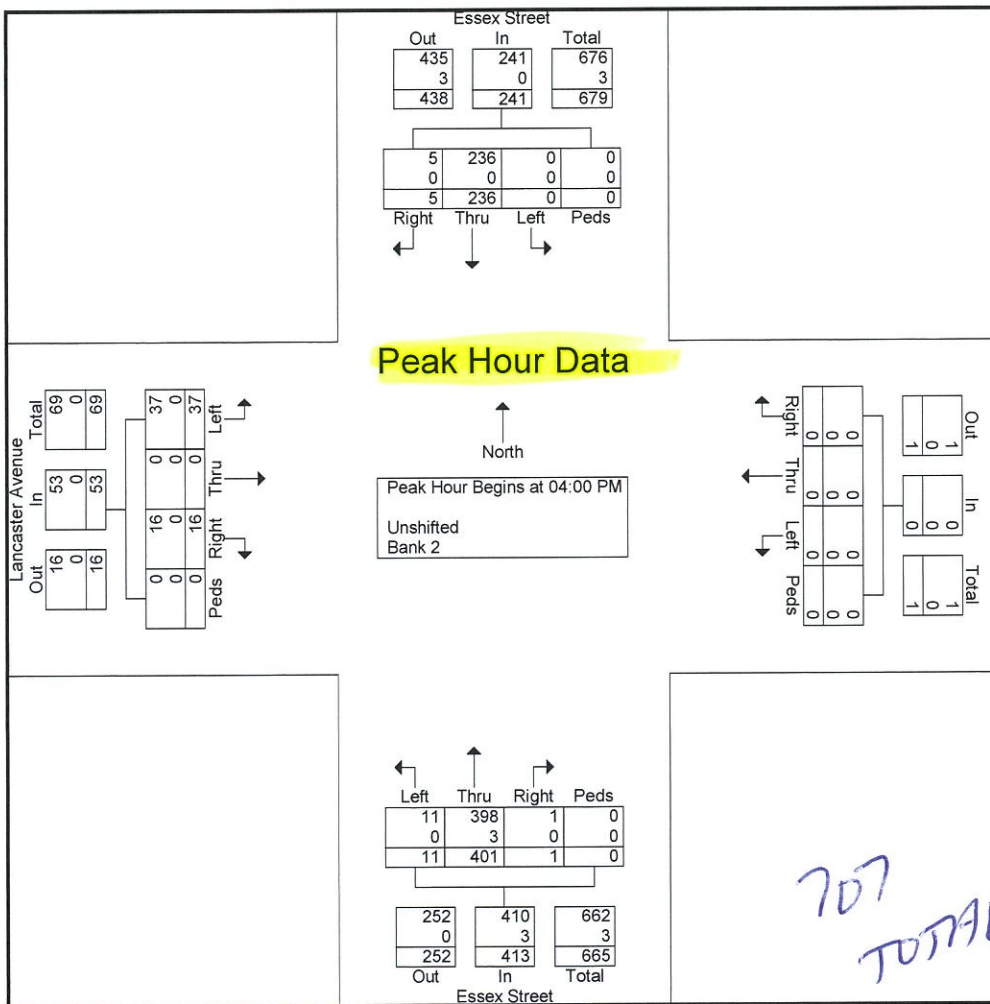 Essex Street
Out In Total
435 241 676
3 0 3
438 241 679
5 236 0 0
0 0 0 0
5 236 0 0
Right Thru Left Peds
Peak Hour Data
North
Peak Hour Begins at 04:00 PM
Unshifted
Bank 2
Lancaster Avenue
Total In Out
69 53 16
0 0 0
69 53 16
Left Thru Right Peds
37 0 16 0
0 0 0 0
37 0 16 0
Right Thru Left Peds
0 0 0 0
0 0 0 0
0 0 0 0
Out In Total
1 0 1
0 0 0
1 0 1
Left Thru Right Peds
11 398 1 0
0 3 0 0
11 401 1 0
252 410 662
0 3 3
252 413 665
Out In Total
Essex Street
707
TOTAL